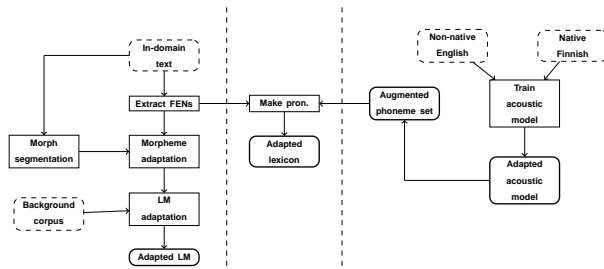 In-domain
text
Extract FENs
Morph
segmentation
Morpheme
adaptation
Background
corpus
LM
adaptation
Adapted LM
Make pron.
Adapted
lexicon
Non-native
English
Native
Finnish
Augmented
phoneme set
Train
acoustic
model
Adapted
acoustic
model